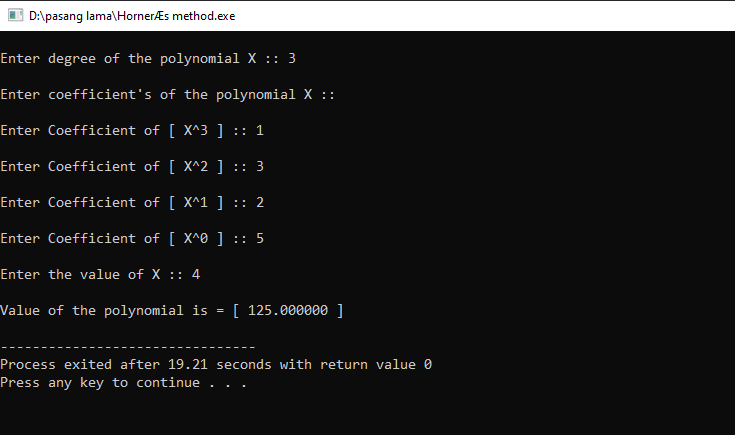 D:\pasang lama\HornerÆs method.exe
Enter degree of the polynomial X :: 3
Enter coefficient's of the polynomial X ::
Enter Coefficient of [ X^3 ] :: 1
Enter Coefficient of [ X^2 ] :: 3
Enter Coefficient of [ X^1 ] :: 2
Enter Coefficient of [ X^0 ] :: 5
Enter the value of X :: 4
Value of the polynomial is = [ 125.000000 ]
--------------------------------
Process exited after 19.21 seconds with return value 0
Press any key to continue . . .